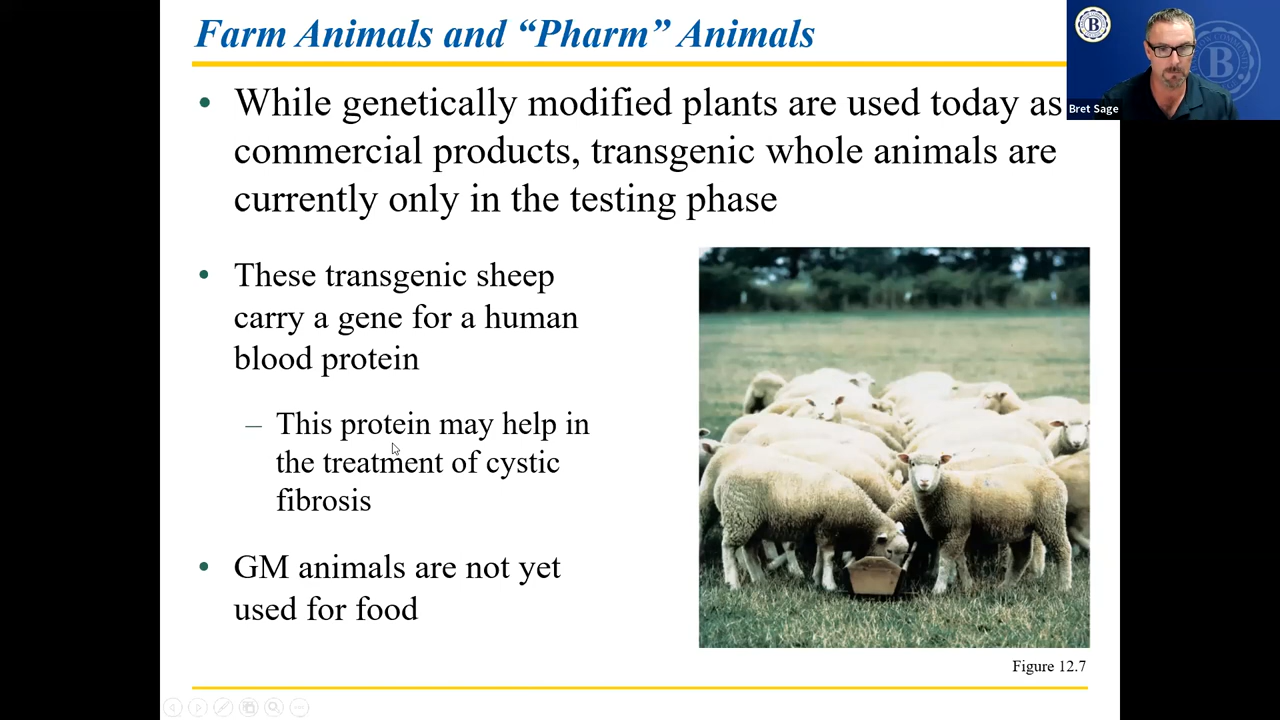 Farm Animals and “Pharm” Animals
• While genetically modified plants are used today as
commercial products, transgenic whole animals are
currently only in the testing phase
• These transgenic sheep
carry a gene for a human
blood protein
– This protein may help in
the treatment of cystic
fibrosis
• GM animals are not yet
used for food
Figure 12.7
B
B
Bret Sage